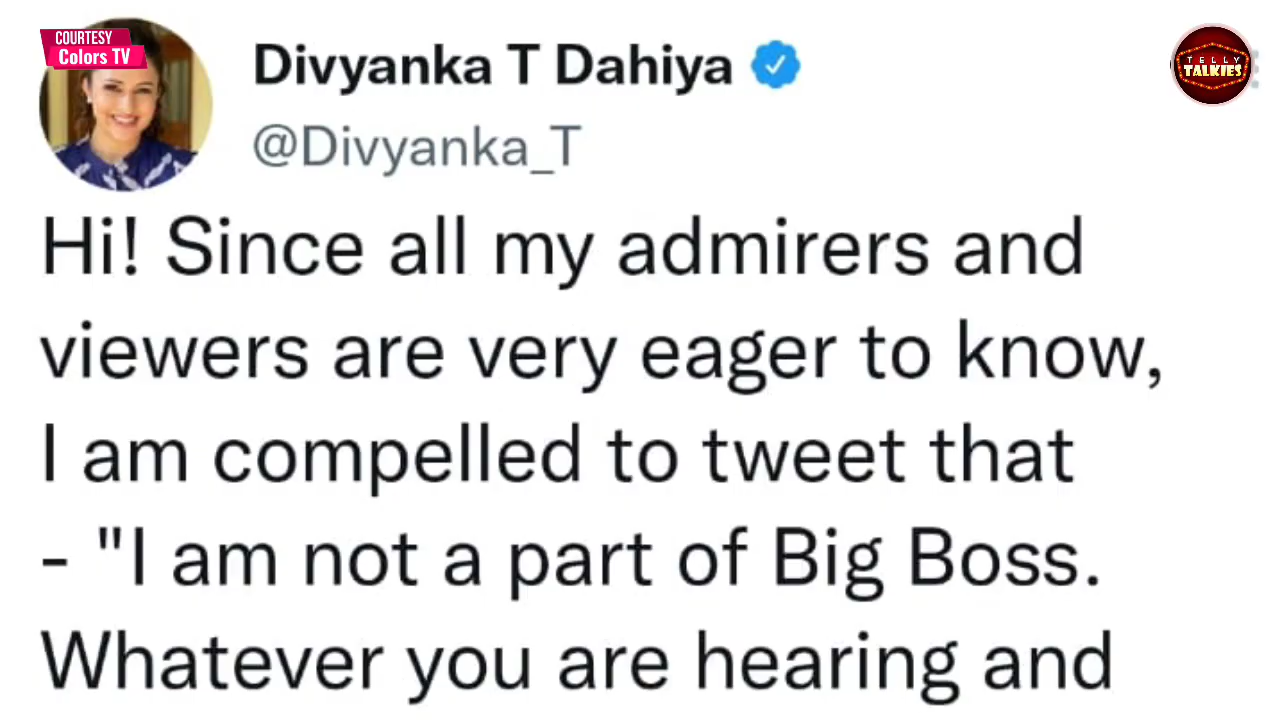 COURTESY
Colors TV
Divyanka T Dahiya
@Divyanka_T
TELLY
TALKIES
Hi! Since all my admirers and
viewers are very eager to know,
I am compelled to tweet that
- "I am not a part of Big Boss.
Whatever you are hearing and